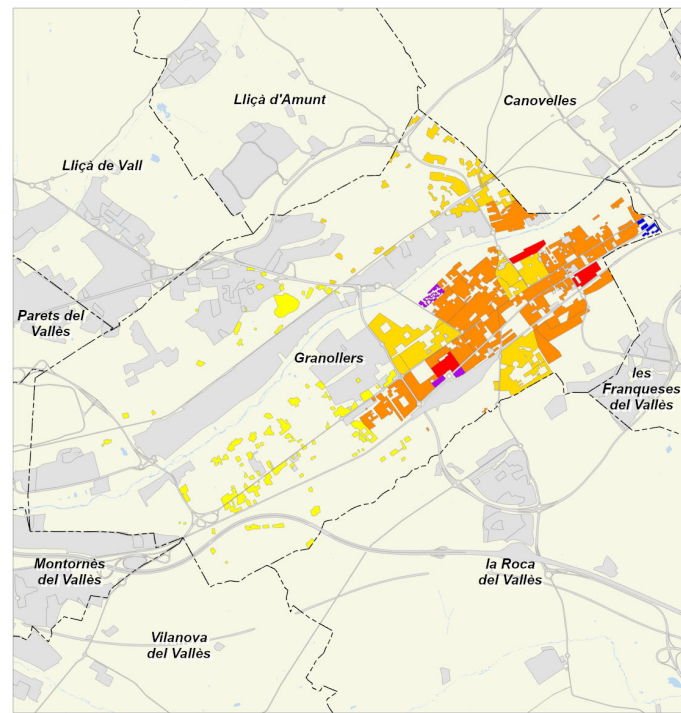 Lliçà d'Amunt
Canovelles
Lliçà de Vall
Parets del
Vallès
Granollers
les
Franqueses
del Vallès
Montornès
del Vallès
la Roca
del Vallès
Vilanova
del Vallès